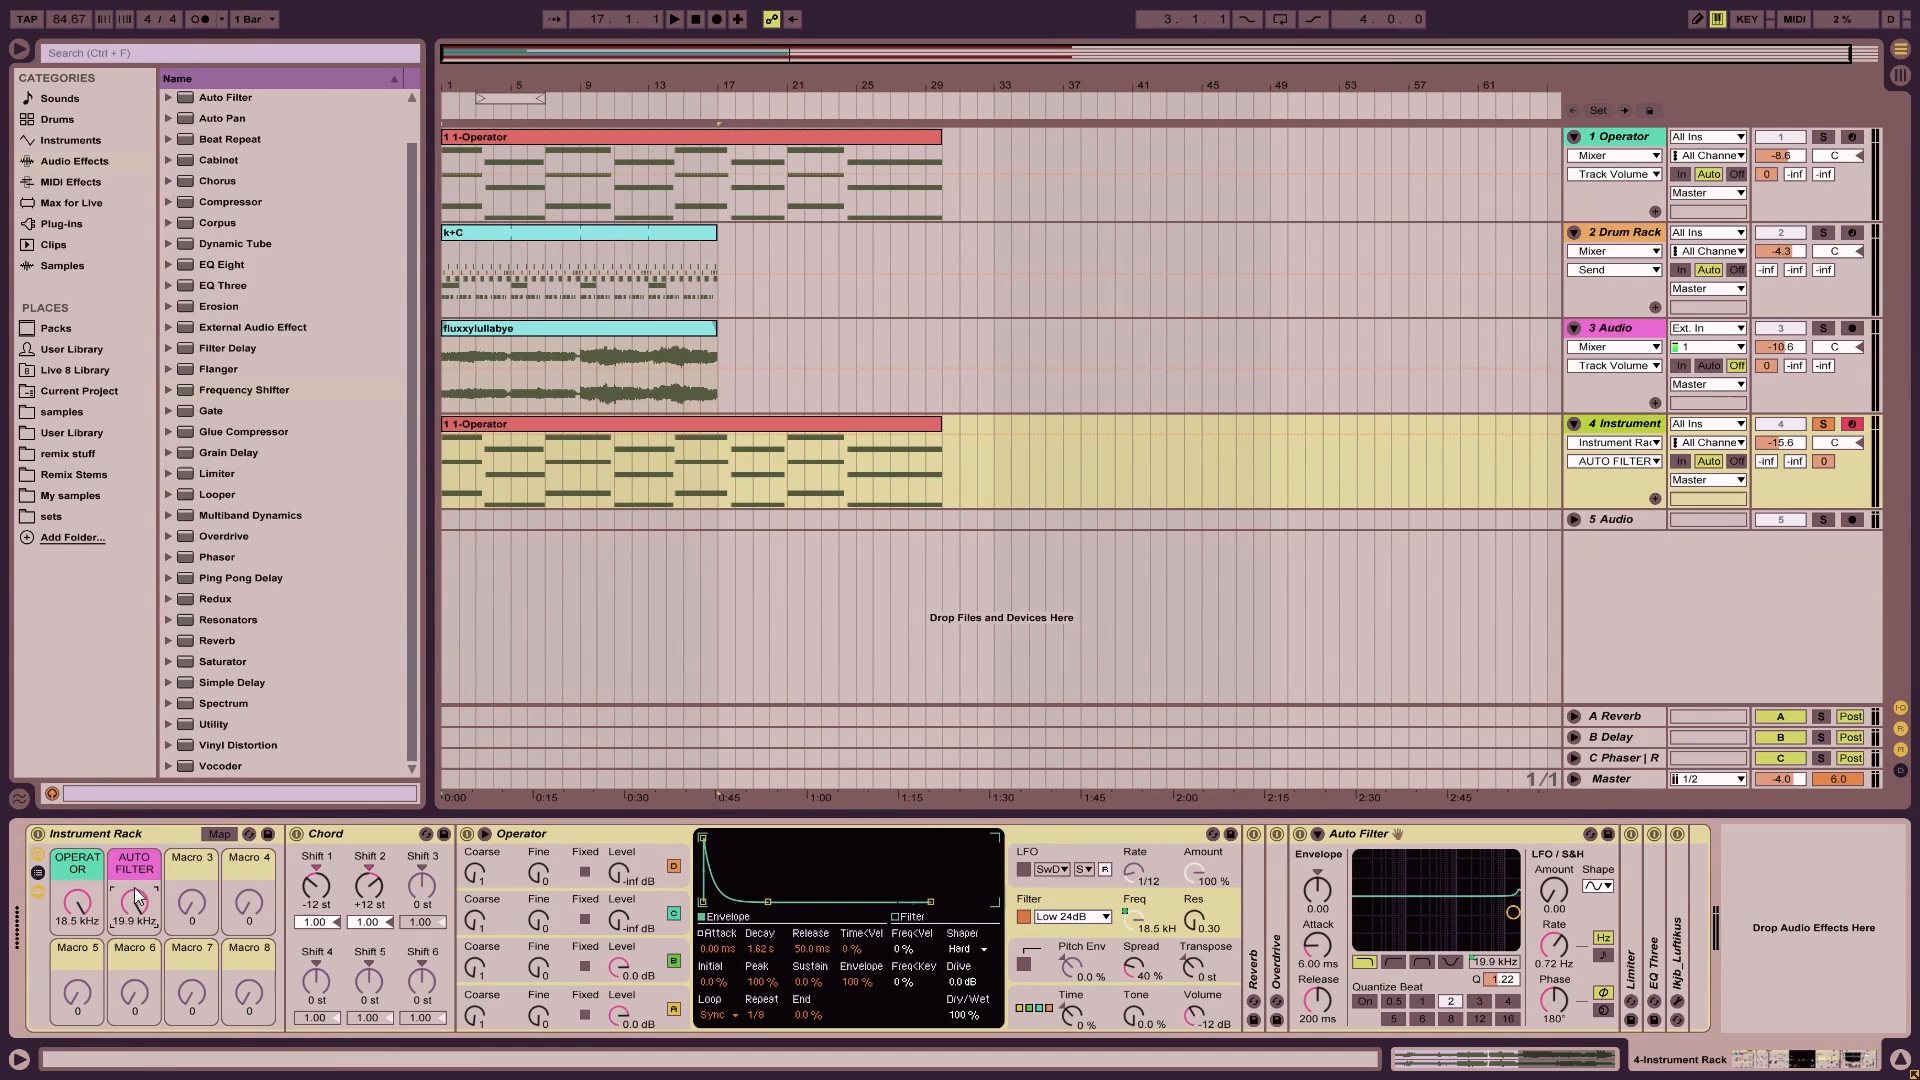 TAP 84.67 4 / 4 1 Bar 17. 1. 1 3. 1. 1 4. 0. 0 KEY MIDI 2 % D
Search (Ctrl + F)
CATEGORIES
Sounds
Drums
Instruments
Audio Effects
MIDI Effects
Max for Live
Plug-ins
Clips
Samples
PLACES
Packs
User Library
Live 8 Library
Current Project
samples
User Library
remix stuff
Remix Stems
My samples
sets
Add Folder...
Name
Auto Filter
Auto Pan
Beat Repeat
Cabinet
Chorus
Compressor
Corpus
Dynamic Tube
EQ Eight
EQ Three
Erosion
External Audio Effect
Filter Delay
Flanger
Frequency Shifter
Gate
Glue Compressor
Grain Delay
Limiter
Looper
Multiband Dynamics
Overdrive
Phaser
Ping Pong Delay
Redux
Resonators
Reverb
Saturator
Simple Delay
Spectrum
Utility
Vinyl Distortion
Vocoder
1 5 9 13 17 21 25 29 33 37 41 45 49 53 57 61
Set
1 1-Operator
k+C
fluxxylullabye
1 1-Operator
Drop Files and Devices Here
1/1
0:00 0:15 0:30 0:45 1:00 1:15 1:30 1:45 2:00 2:15 2:30 2:45
1 Operator All Ins 1 S
Mixer All Channe -8.6 C
Track Volume In Auto Off 0 -inf -inf
Master
2 Drum Rack All Ins 2 S
Mixer All Channe -4.3 C
Send In Auto Off -inf -inf -inf
Master
3 Audio Ext. In 3 S
Mixer 1 -10.6 C
Track Volume In Auto Off 0 -inf -inf
Master
4 Instrument All Ins 4 S
Instrument Rac All Channe -15.6 C
AUTO FILTER In Auto Off -inf -inf 0
Master
5 Audio 5 S
A Reverb A S Post
B Delay B S Post
C Phaser | R C S Post
Master 1/2 -4.0 6.0
Instrument Rack Map
OPERAT
OR
AUTO
FILTER
Macro 3 Macro 4
18.5 kHz 19.9 kHz 0 0
Macro 5 Macro 6 Macro 7 Macro 8
0 0 0 0
Chord
Shift 1 Shift 2 Shift 3
-12 st +12 st 0 st
1.00 1.00 1.00
Shift 4 Shift 5 Shift 6
0 st 0 st 0 st
1.00 1.00 1.00
Operator
Coarse Fine Fixed Level
1 0 -inf dB D
Coarse Fine Fixed Level
1 0 -inf dB C
Coarse Fine Fixed Level
1 0 0.0 dB B
Coarse Fine Fixed Level
1 0 0.0 dB A
Envelope Filter
Attack Decay Release Time<Vel Freq<Vel Shaper
0.00 ms 1.62 s 50.0 ms 0 % 0 % Hard
Initial Peak Sustain Envelope Freq<Key Drive
0.0 % 100 % 0.0 % 100 % 0 % 0.0 dB
Loop Repeat End Dry/Wet
Sync 1/8 0.0 % 100 %
LFO Rate Amount
SwD S R 1/12 100 %
Filter Freq Res
Low 24dB 18.5 kH 0.30
Pitch Env Spread Transpose
0.0 % 40 % 0 st
Time Tone Volume
0 % 0.0 % -12 dB
Reverb
Overdrive
Auto Filter
Envelope LFO / S&H
0.00
Attack
6.00 ms
Release
200 ms
19.9 kHz
Q 1.22
Quantize Beat
On 0.5 1 2 3 4
5 6 8 12 16
Amount Shape
0.00
Rate Hz
0.72 Hz
Phase
180°
Limiter
EQ Three
lkjb_Luftikus
Drop Audio Effects Here
4-Instrument Rack